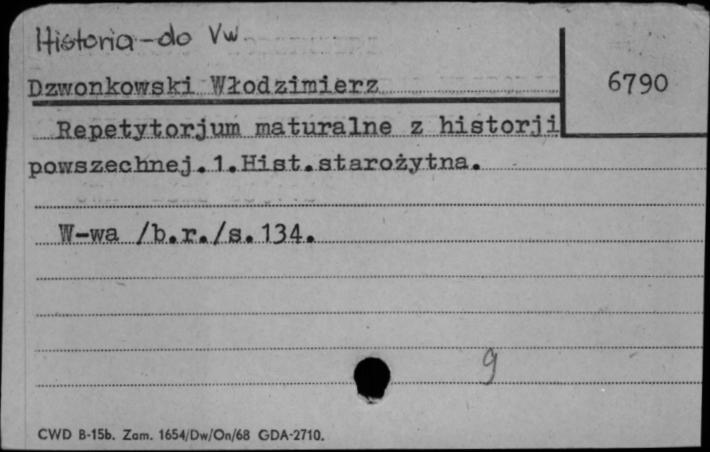 Historia-do Vw
Dzwonkowski Włodzimierz
6790
Repetytorjum maturalne z historji
powszechnej.1.Hist.starożytna.
W-wa /b.r./s.134.
9
CWD B-15b. Zam. 1654/Dw/On/68 GDA-2710.